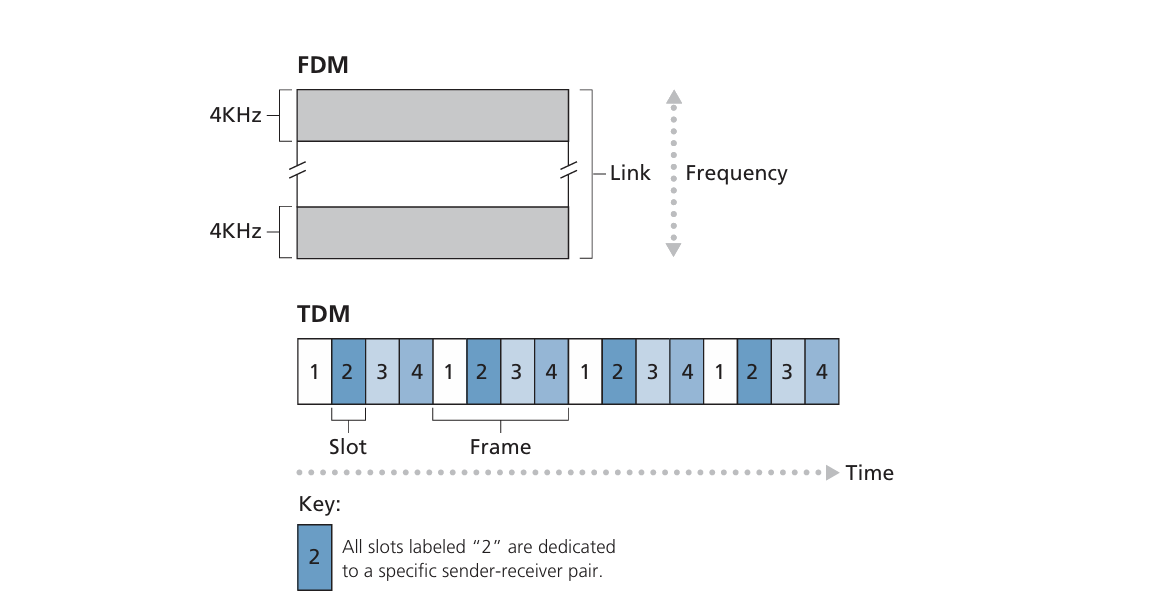 FDM
4KHz
Link
Frequency
4KHz
TDM
1 2 3 4 1 2 3 4 1 2 3 4 1 2 3 4
Slot
Frame
Time
Key:
2
All slots labeled “2” are dedicated
to a specific sender-receiver pair.